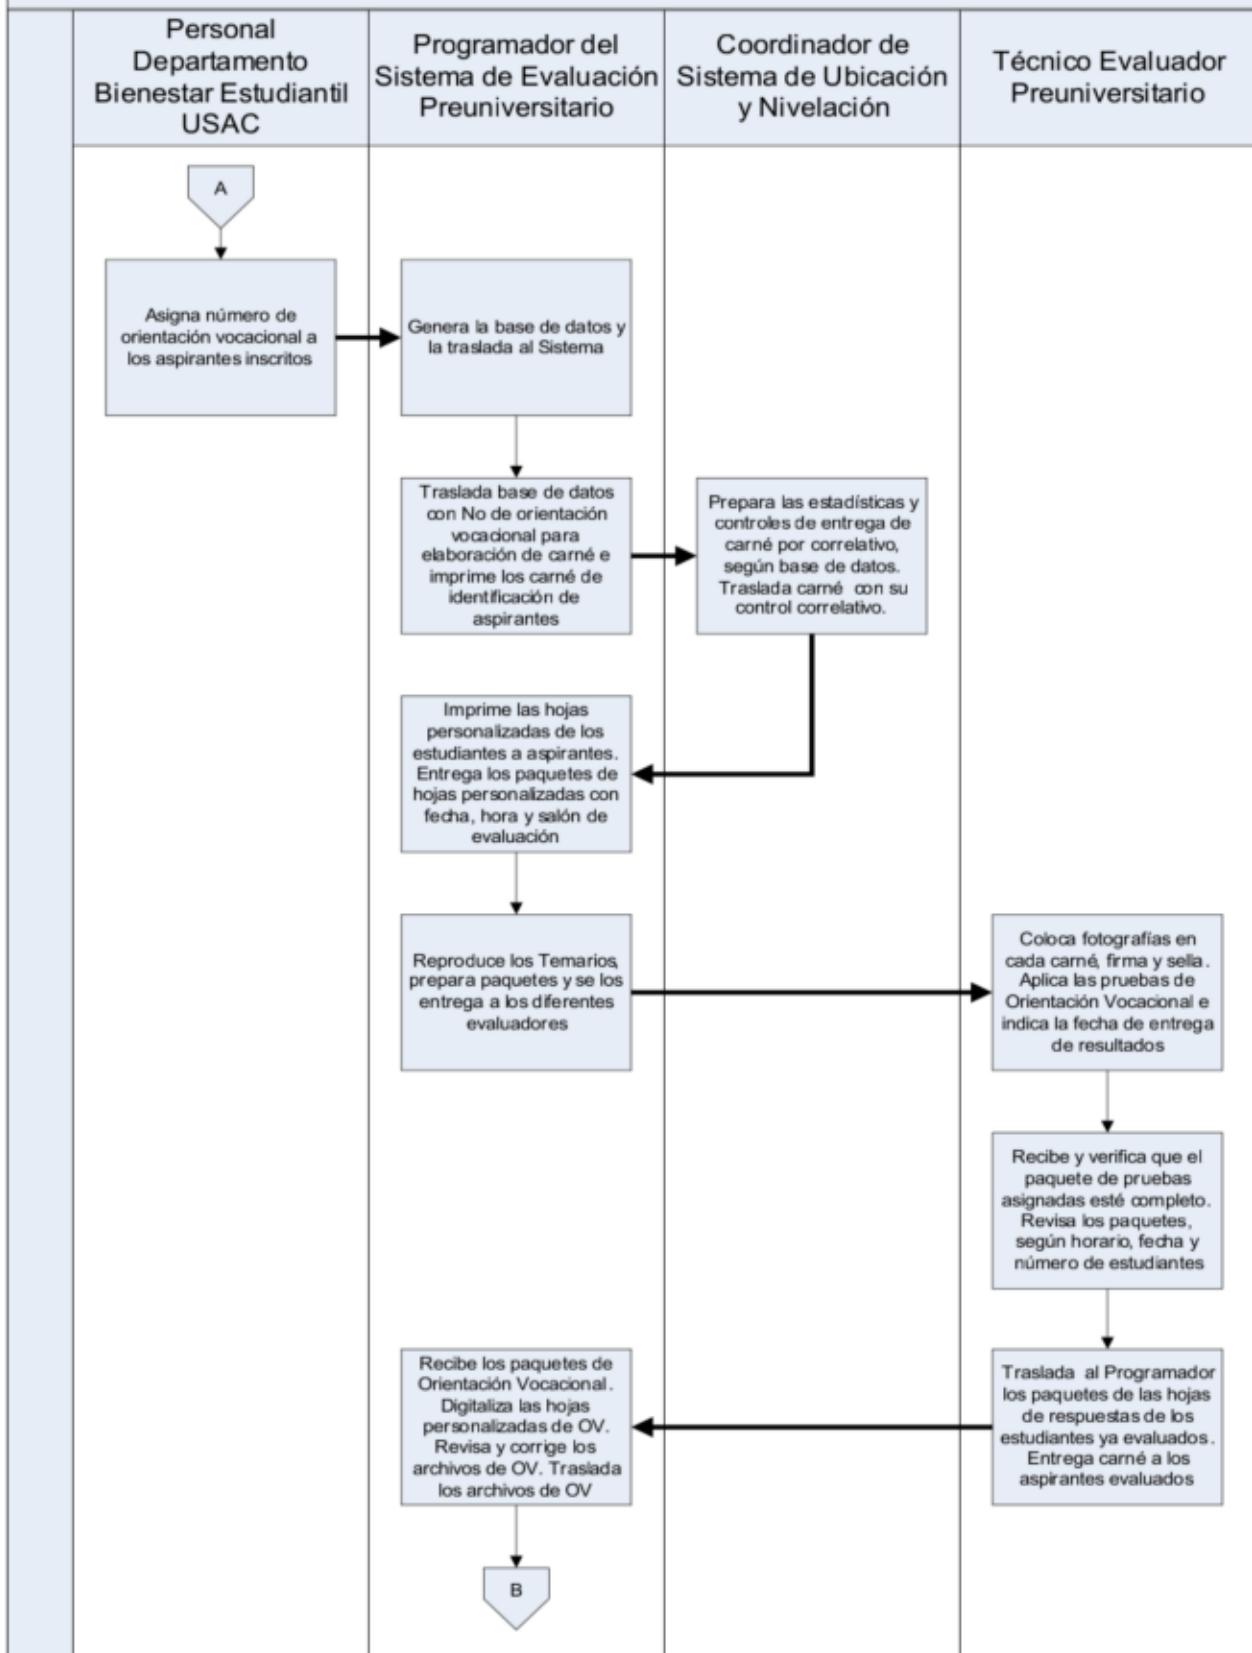 Personal
Departamento
Bienestar Estudiantil
USAC
Programador del
Sistema de Evaluación
Preuniversitario
Coordinador de
Sistema de Ubicación
y Nivelación
Técnico Evaluador
Preuniversitario
A
Asigna número de
orientación vocacional a
los aspirantes inscritos
Genera la base de datos y
la traslada al Sistema
Traslada base de datos
con No de orientación
vocacional para
elaboración de carné e
imprime los carné de
identificación de
aspirantes
Prepara las estadísticas y
controles de entrega de
carné por correlativo,
según base de datos.
Traslada carné con su
control correlativo.
Imprime las hojas
personalizadas de los
estudiantes a aspirantes.
Entrega los paquetes de
hojas personalizadas con
fecha, hora y salón de
evaluación
Reproduce los Temarios,
prepara paquetes y se los
entrega a los diferentes
evaluadores
Coloca fotografías en
cada carné, firma y sella.
Aplica las pruebas de
Orientación Vocacional e
indica la fecha de entrega
de resultados
Recibe y verifica que el
paquete de pruebas
asignadas esté completo.
Revisa los paquetes,
según horario, fecha y
número de estudiantes
Traslada al Programador
los paquetes de las hojas
de respuestas de los
estudiantes ya evaluados.
Entrega carné a los
aspirantes evaluados
Recibe los paquetes de
Orientación Vocacional.
Digitaliza las hojas
personalizadas de OV.
Revisa y corrige los
archivos de OV. Traslada
los archivos de OV
B